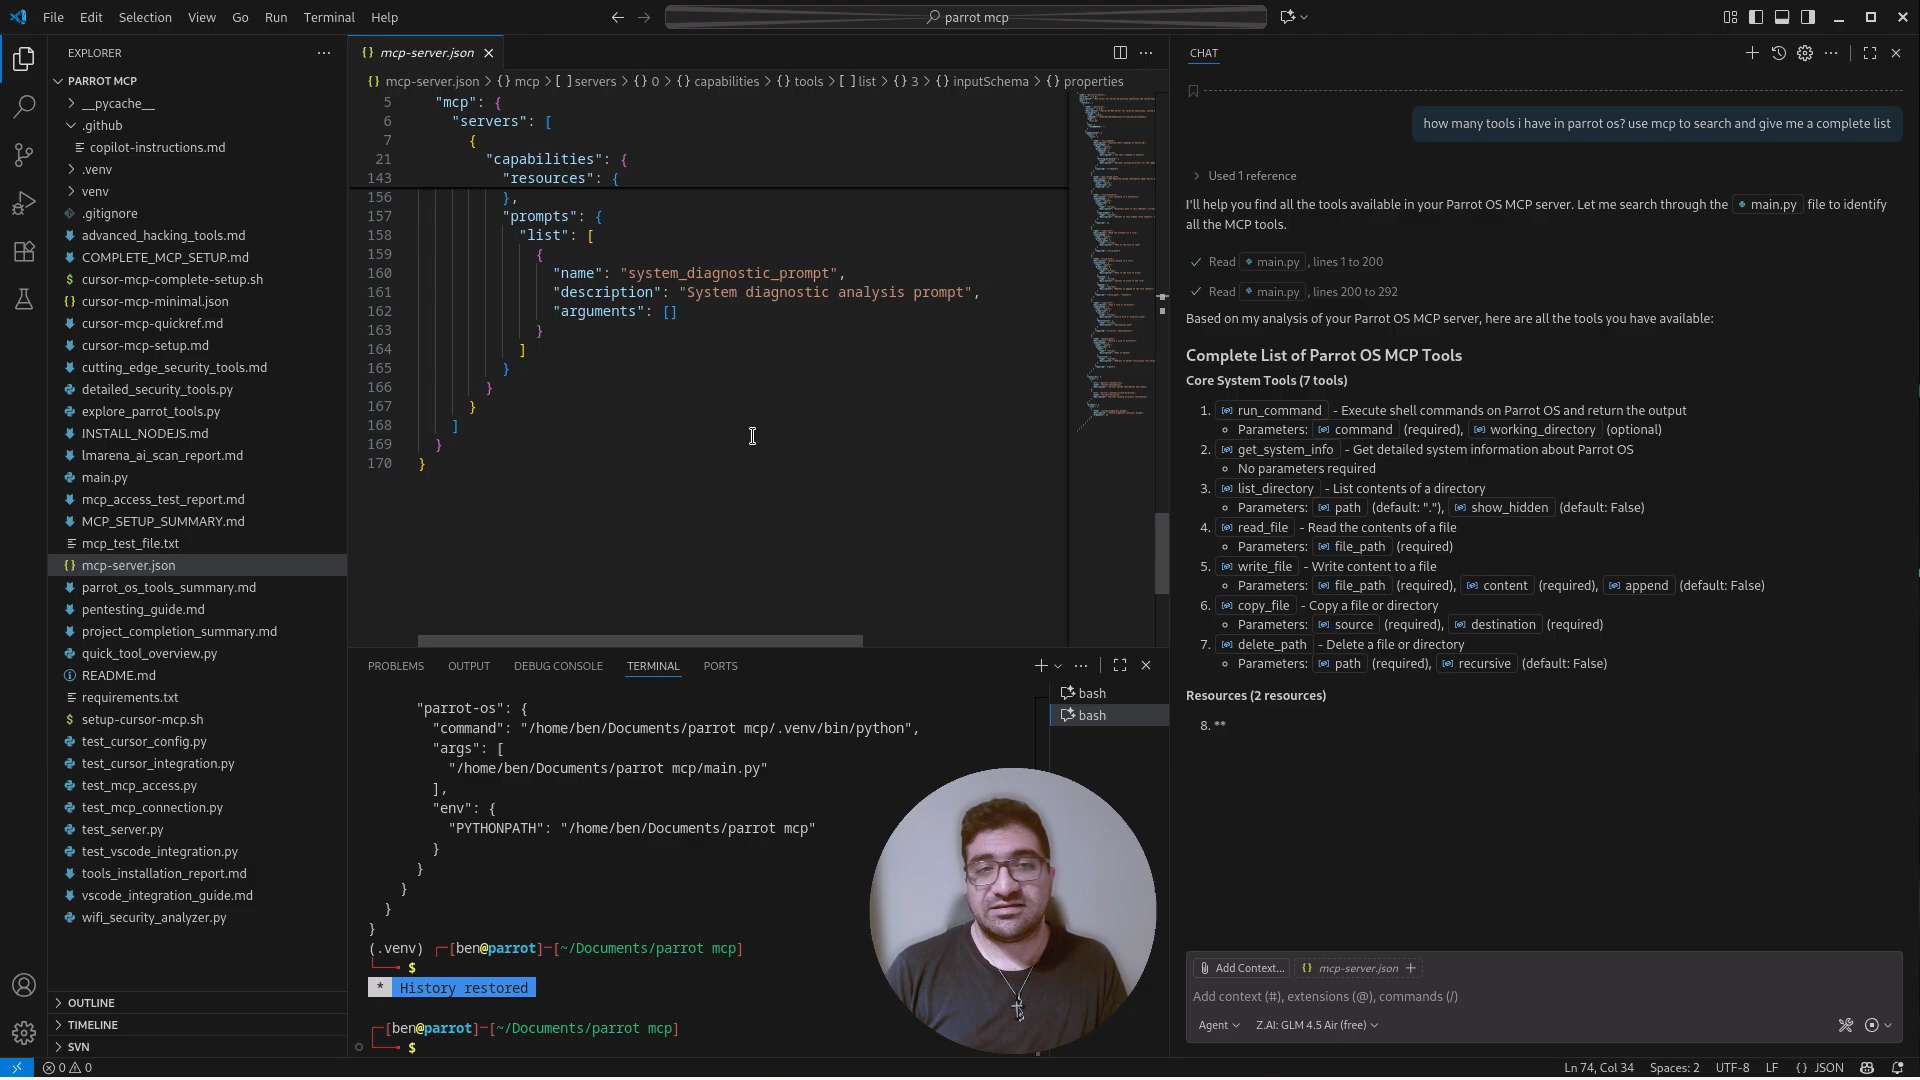 File Edit Selection View Go Run Terminal Help
parrot mcp
EXPLORER
PARROT MCP
__pycache__
.github
copilot-instructions.md
.venv
venv
.gitignore
advanced_hacking_tools.md
COMPLETE_MCP_SETUP.md
cursor-mcp-complete-setup.sh
cursor-mcp-minimal.json
cursor-mcp-quickref.md
cursor-mcp-setup.md
cutting_edge_security_tools.md
detailed_security_tools.py
explore_parrot_tools.py
INSTALL_NODEJS.md
lmarena_ai_scan_report.md
main.py
mcp_access_test_report.md
MCP_SETUP_SUMMARY.md
mcp_test_file.txt
mcp-server.json
parrot_os_tools_summary.md
pentesting_guide.md
project_completion_summary.md
quick_tool_overview.py
README.md
requirements.txt
setup-cursor-mcp.sh
test_cursor_config.py
test_cursor_integration.py
test_mcp_access.py
test_mcp_connection.py
test_server.py
test_vscode_integration.py
tools_installation_report.md
vscode_integration_guide.md
wifi_security_analyzer.py
OUTLINE
TIMELINE
SVN
{} mcp-server.json
{} mcp-server.json > {} mcp > [ ] servers > {} 0 > {} capabilities > {} tools > [ ] list > {} 3 > {} inputSchema > {} properties
5 "mcp": {
6 "servers": [
7 {
21 "capabilities": {
143 "resources": {
156 },
157 "prompts": {
158 "list": [
159 {
160 "name": "system_diagnostic_prompt",
161 "description": "System diagnostic analysis prompt",
162 "arguments": []
163 }
164 ]
165 }
166 }
167 }
168 ]
169 }
170 }
PROBLEMS OUTPUT DEBUG CONSOLE TERMINAL PORTS
"parrot-os": {
"command": "/home/ben/Documents/parrot mcp/.venv/bin/python",
"args": [
"/home/ben/Documents/parrot mcp/main.py"
],
"env": {
"PYTHONPATH": "/home/ben/Documents/parrot mcp"
}
}
}
}
}
(.venv) ┌─[ben@parrot]─[~/Documents/parrot mcp]
└──╼ $
* History restored
┌─[ben@parrot]─[~/Documents/parrot mcp]
└──╼ $
bash
bash
CHAT
how many tools i have in parrot os? use mcp to search and give me a complete list
Used 1 reference
I'll help you find all the tools available in your Parrot OS MCP server. Let me search through the main.py file to identify
all the MCP tools.
Read main.py, lines 1 to 200
Read main.py, lines 200 to 292
Based on my analysis of your Parrot OS MCP server, here are all the tools you have available:
Complete List of Parrot OS MCP Tools
Core System Tools (7 tools)
1. run_command - Execute shell commands on Parrot OS and return the output
Parameters: command (required), working_directory (optional)
2. get_system_info - Get detailed system information about Parrot OS
No parameters required
3. list_directory - List contents of a directory
Parameters: path (default: "."), show_hidden (default: False)
4. read_file - Read the contents of a file
Parameters: file_path (required)
5. write_file - Write content to a file
Parameters: file_path (required), content (required), append (default: False)
6. copy_file - Copy a file or directory
Parameters: source (required), destination (required)
7. delete_path - Delete a file or directory
Parameters: path (required), recursive (default: False)
Resources (2 resources)
8. **
Add Context... {} mcp-server.json +
Add context (#), extensions (@), commands (/)
Agent Z.AI: GLM 4.5 Air (free)
0 0
Ln 74, Col 34 Spaces: 2 UTF-8 LF {} JSON